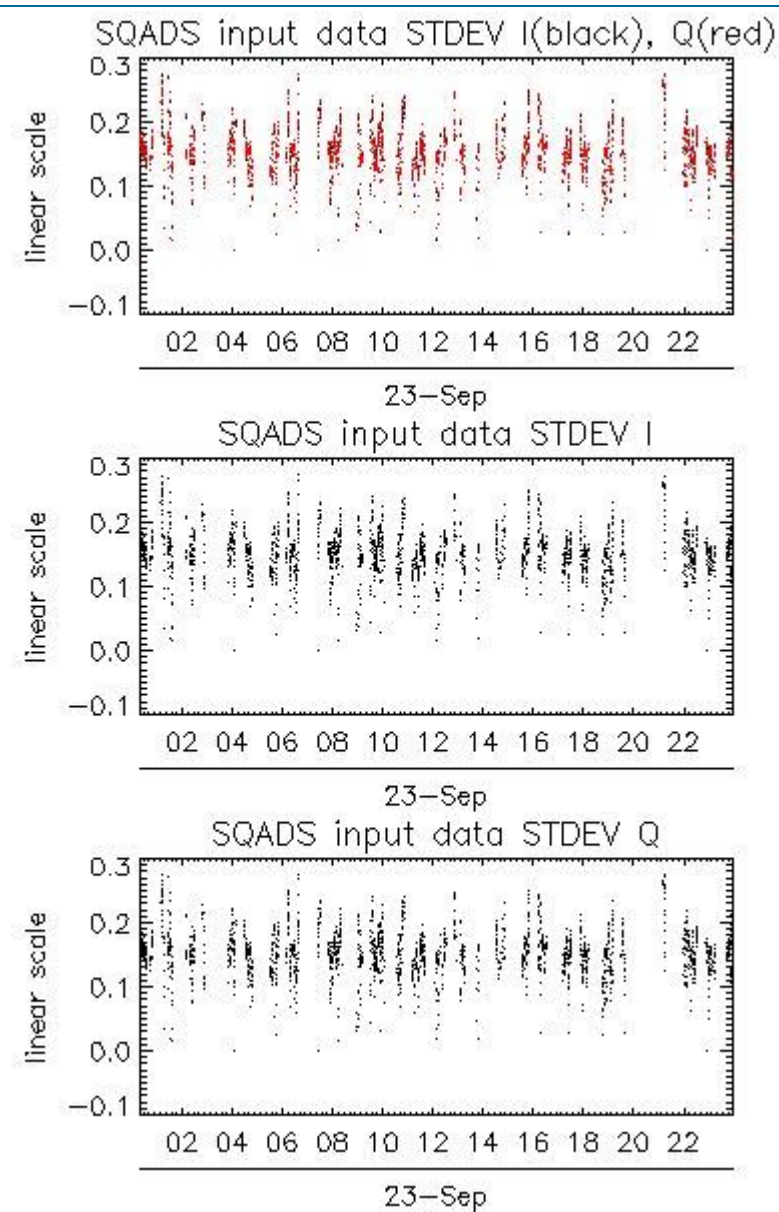 SQADS input data STDEV I(black), Q(red)
0.3
0.2
0.1
0.0
−0.1
linear scale
02 04 06 08 10 12 14 16 18 20 22
23−Sep
SQADS input data STDEV I
0.3
0.2
0.1
0.0
−0.1
linear scale
02 04 06 08 10 12 14 16 18 20 22
23−Sep
SQADS input data STDEV Q
0.3
0.2
0.1
0.0
−0.1
linear scale
02 04 06 08 10 12 14 16 18 20 22
23−Sep